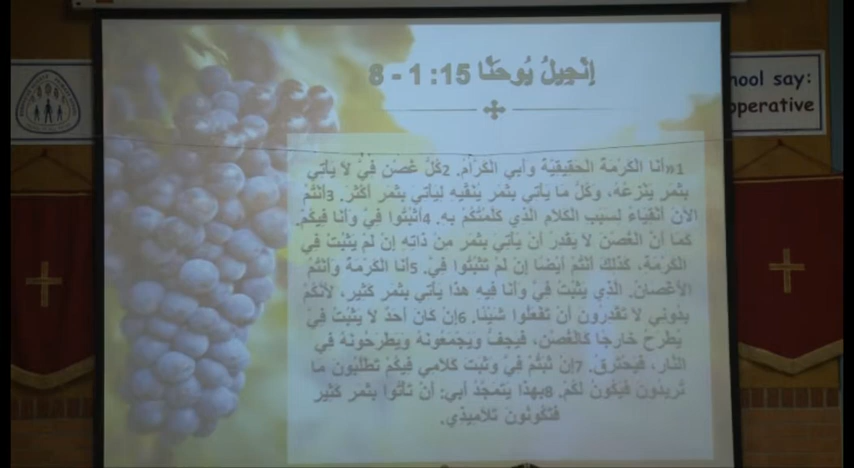 إنْجِيلُ يُوحَنَّا 15: 1 - 8
1«أَنَا الْكَرْمَةُ الْحَقِيقِيَّةُ وَأَبِي الْكَرَّامُ. 2كُلُّ غُصْنٍ فِيَّ لاَ يَأْتِي
بِثَمَرٍ يَنْزِعُهُ، وَكُلُّ مَا يَأْتِي بِثَمَرٍ يُنَقِّيهِ لِيَأْتِيَ بِثَمَرٍ أَكْثَرَ. 3أَنْتُمُ
الآنَ أَنْقِيَاءُ لِسَبَبِ الْكَلاَمِ الَّذِي كَلَّمْتُكُمْ بِهِ. 4اُثْبُتُوا فِيَّ وَأَنَا فِيكُمْ.
كَمَا أَنَّ الْغُصْنَ لاَ يَقْدِرُ أَنْ يَأْتِيَ بِثَمَرٍ مِنْ ذَاتِهِ إِنْ لَمْ يَثْبُتْ فِي
الْكَرْمَةِ، كَذلِكَ أَنْتُمْ أَيْضًا إِنْ لَمْ تَثْبُتُوا فِيَّ. 5أَنَا الْكَرْمَةُ وَأَنْتُمُ
الأَغْصَانُ. الَّذِي يَثْبُتُ فِيَّ وَأَنَا فِيهِ هذَا يَأْتِي بِثَمَرٍ كَثِيرٍ، لأَنَّكُمْ
بِدُونِي لاَ تَقْدِرُونَ أَنْ تَفْعَلُوا شَيْئًا. 6إِنْ كَانَ أَحَدٌ لاَ يَثْبُتُ فِيَّ
يُطْرَحُ خَارِجًا كَالْغُصْنِ، فَيَجِفُّ وَيَجْمَعُونَهُ وَيَطْرَحُونَهُ فِي
النَّارِ، فَيَحْتَرِقُ. 7إِنْ ثَبَتُّمْ فِيَّ وَثَبَتَ كَلاَمِي فِيكُمْ تَطْلُبُونَ مَا
تُرِيدُونَ فَيَكُونُ لَكُمْ. 8بِهذَا يَتَمَجَّدُ أَبِي: أَنْ تَأْتُوا بِثَمَرٍ كَثِيرٍ
فَتَكُونُونَ تَلاَمِيذِي.
hool say:
perative